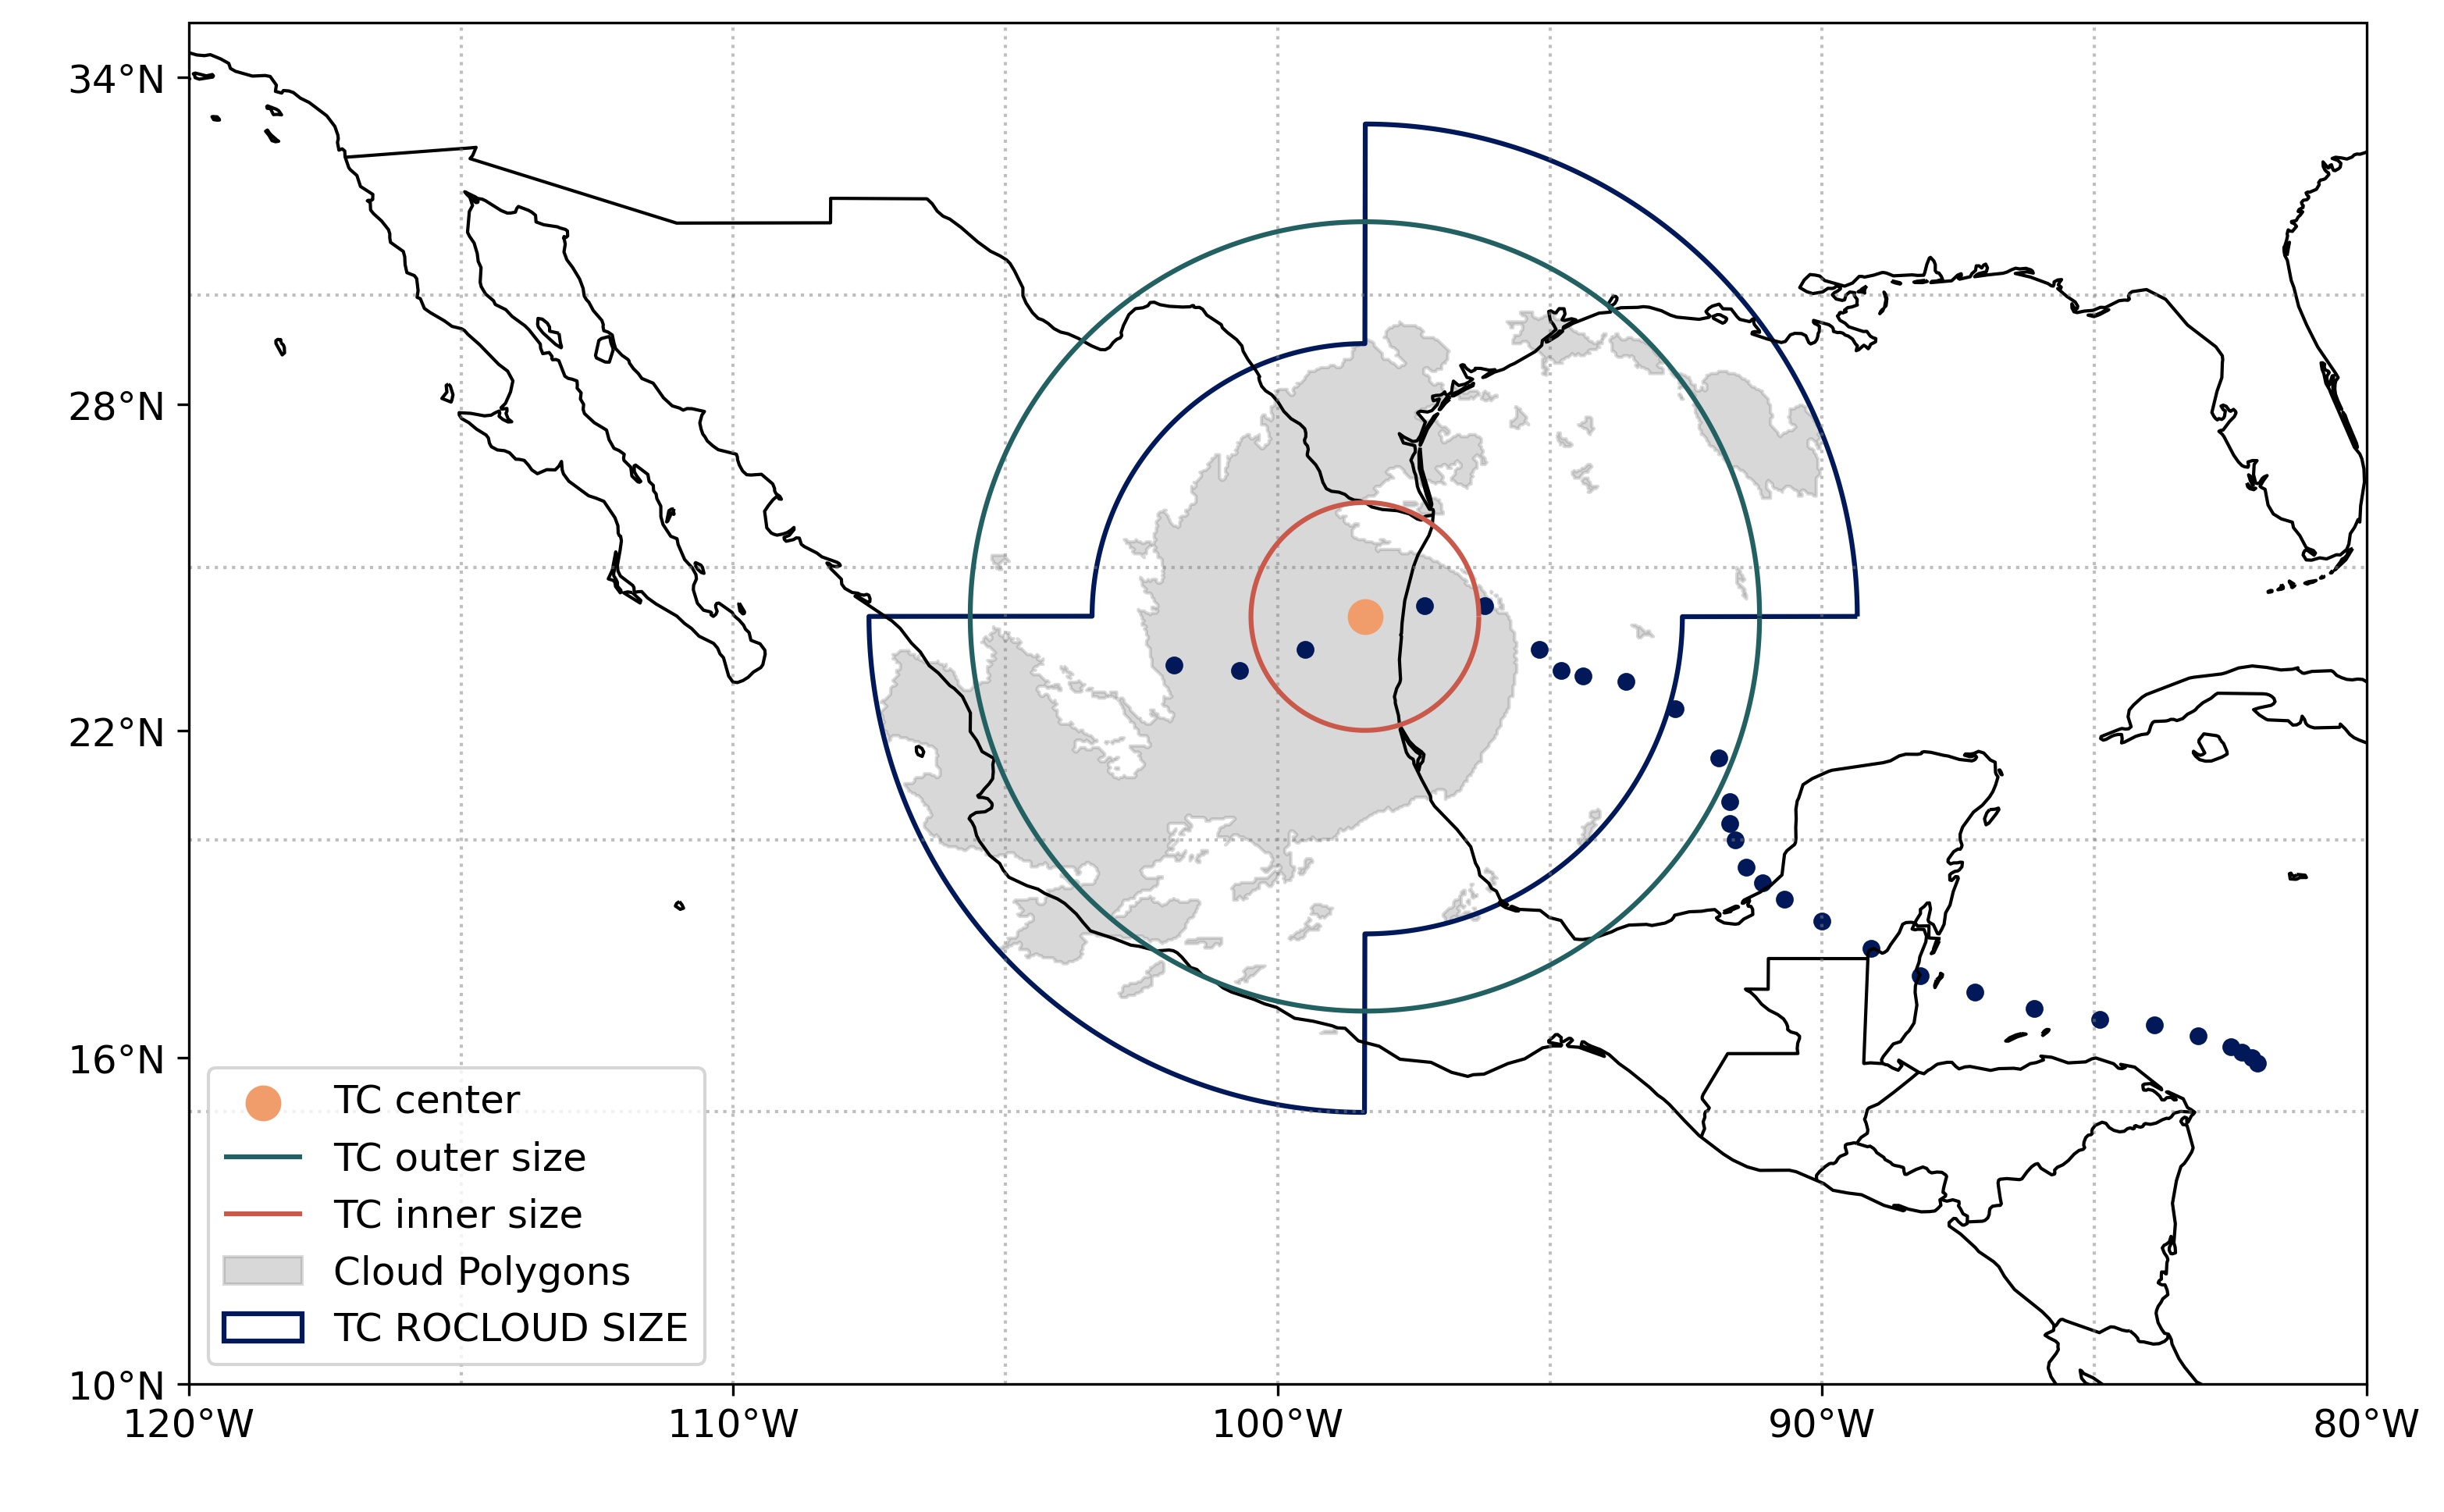 34°N
28°N
22°N
16°N
10°N
120°W
110°W
100°W
90°W
80°W
TC center
TC outer size
TC inner size
Cloud Polygons
TC ROCLOUD SIZE